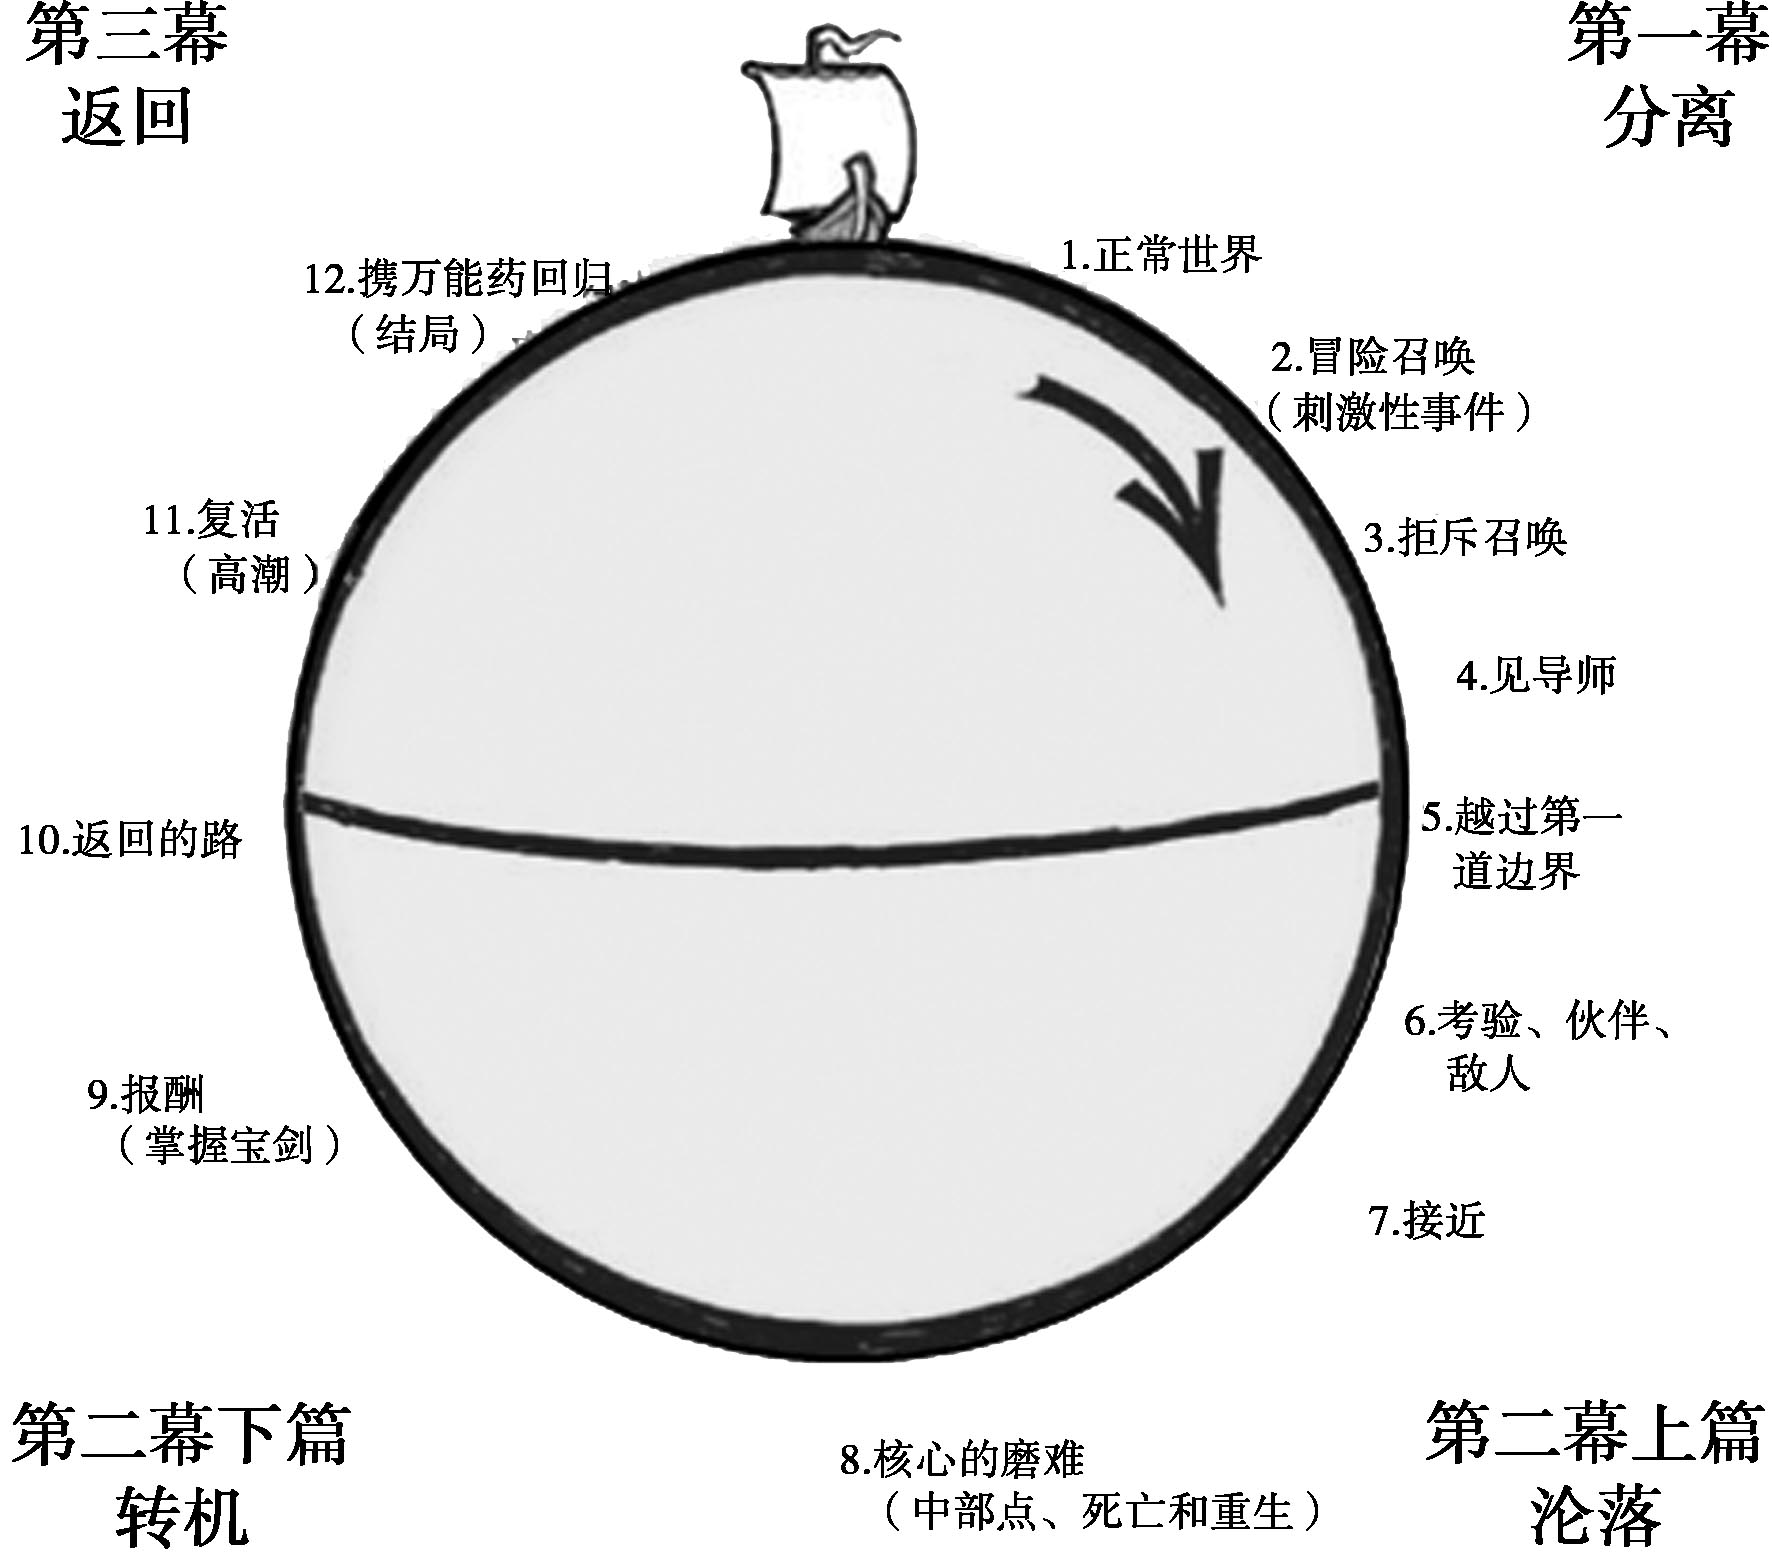 第三幕
返回
第一幕
分离
1.正常世界
2.冒险召唤
（刺激性事件）
3.拒斥召唤
4.见导师
5.越过第一
道边界
6.考验、伙伴、
敌人
7.接近
8.核心的磨难
（中部点、死亡和重生）
9.报酬
（掌握宝剑）
10.返回的路
11.复活
（高潮）
12.携万能药回归
（结局）
第二幕下篇
转机
第二幕上篇
沦落